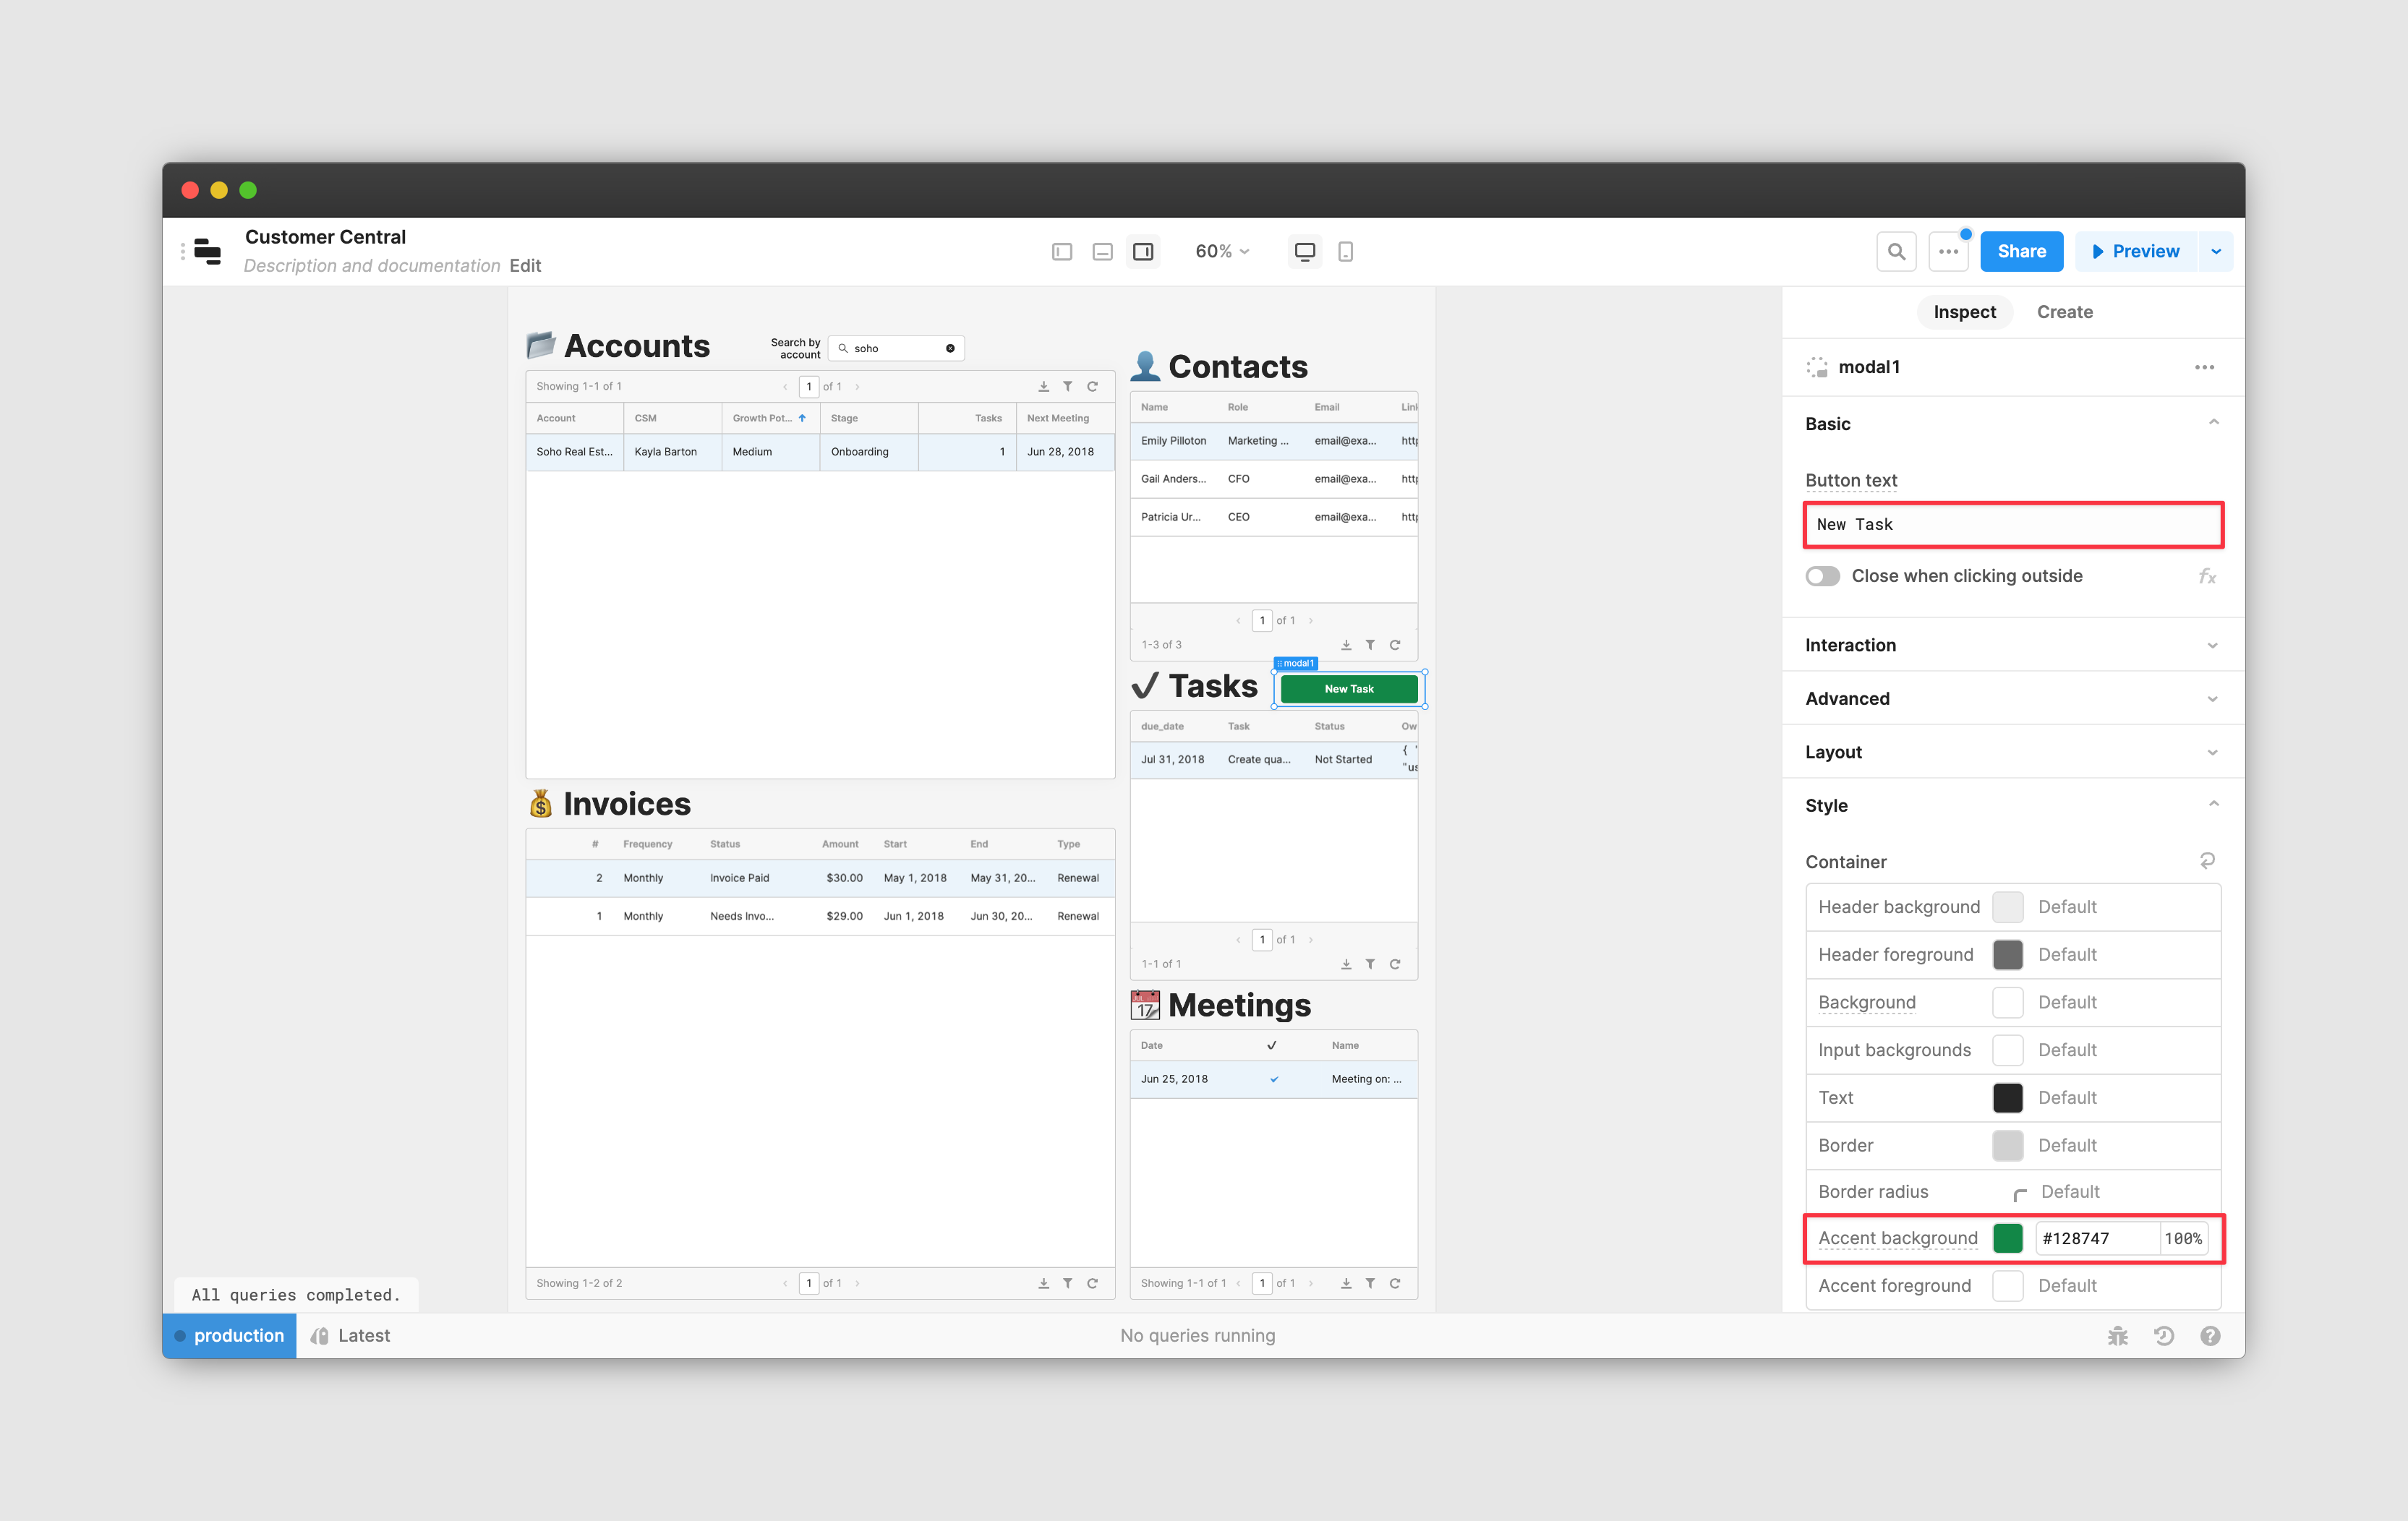 Customer Central
Description and documentation Edit
60%
Share
Preview
Accounts
Search by account
soho
Showing 1-1 of 1
1 of 1
Account CSM Growth Pot... Stage Tasks Next Meeting
Soho Real Est... Kayla Barton Medium Onboarding 1 Jun 28, 2018
Invoices
# Frequency Status Amount Start End Type
2 Monthly Invoice Paid $30.00 May 1, 2018 May 31, 20... Renewal
1 Monthly Needs Invo... $29.00 Jun 1, 2018 Jun 30, 20... Renewal
Showing 1-2 of 2
1 of 1
Contacts
Name Role Email Link
Emily Pilloton Marketing ... email@exa... http
Gail Anders... CFO email@exa... http
Patricia Ur... CEO email@exa... http
1 of 1
1-3 of 3
modal1
Tasks
New Task
due_date Task Status Ow
Jul 31, 2018 Create qua... Not Started { "
"us
1 of 1
1-1 of 1
JUL
17
Meetings
Date ✓ Name
Jun 25, 2018 Meeting on: ...
Showing 1-1 of 1
1 of 1
Inspect Create
modal1
Basic
Button text
New Task
Close when clicking outside
fx
Interaction
Advanced
Layout
Style
Container
Header background Default
Header foreground Default
Background Default
Input backgrounds Default
Text Default
Border Default
Border radius Default
Accent background #128747 100%
Accent foreground Default
All queries completed.
production
Latest
No queries running